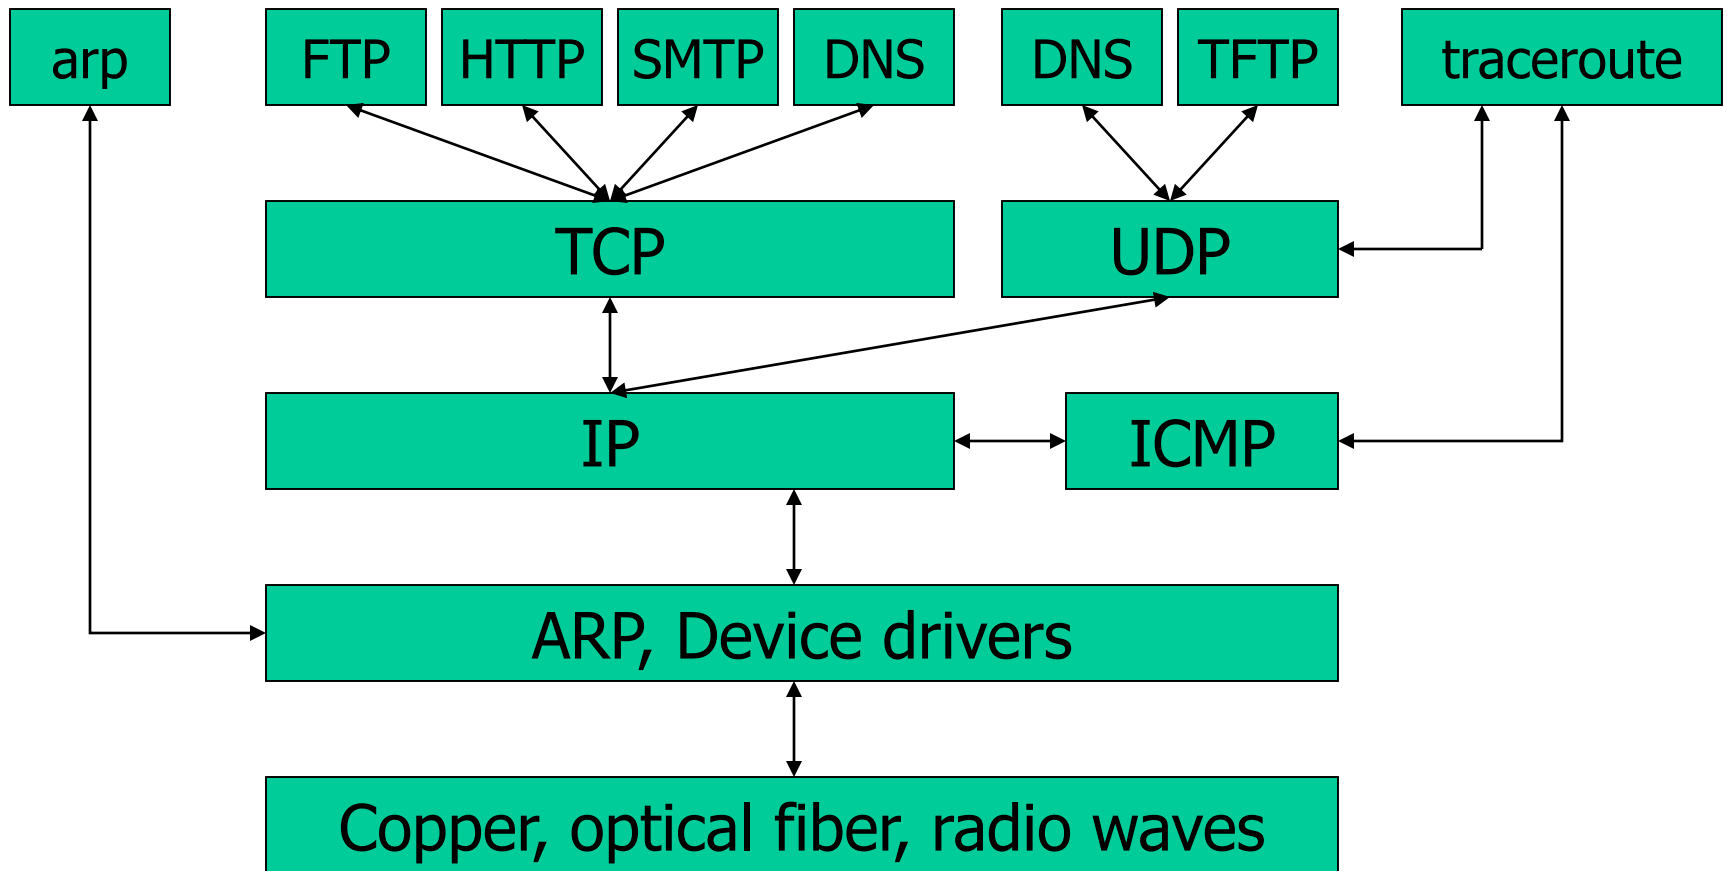 arp
FTP
HTTP
SMTP
DNS
DNS
TFTP
traceroute
TCP
UDP
IP
ICMP
ARP, Device drivers
Copper, optical fiber, radio waves